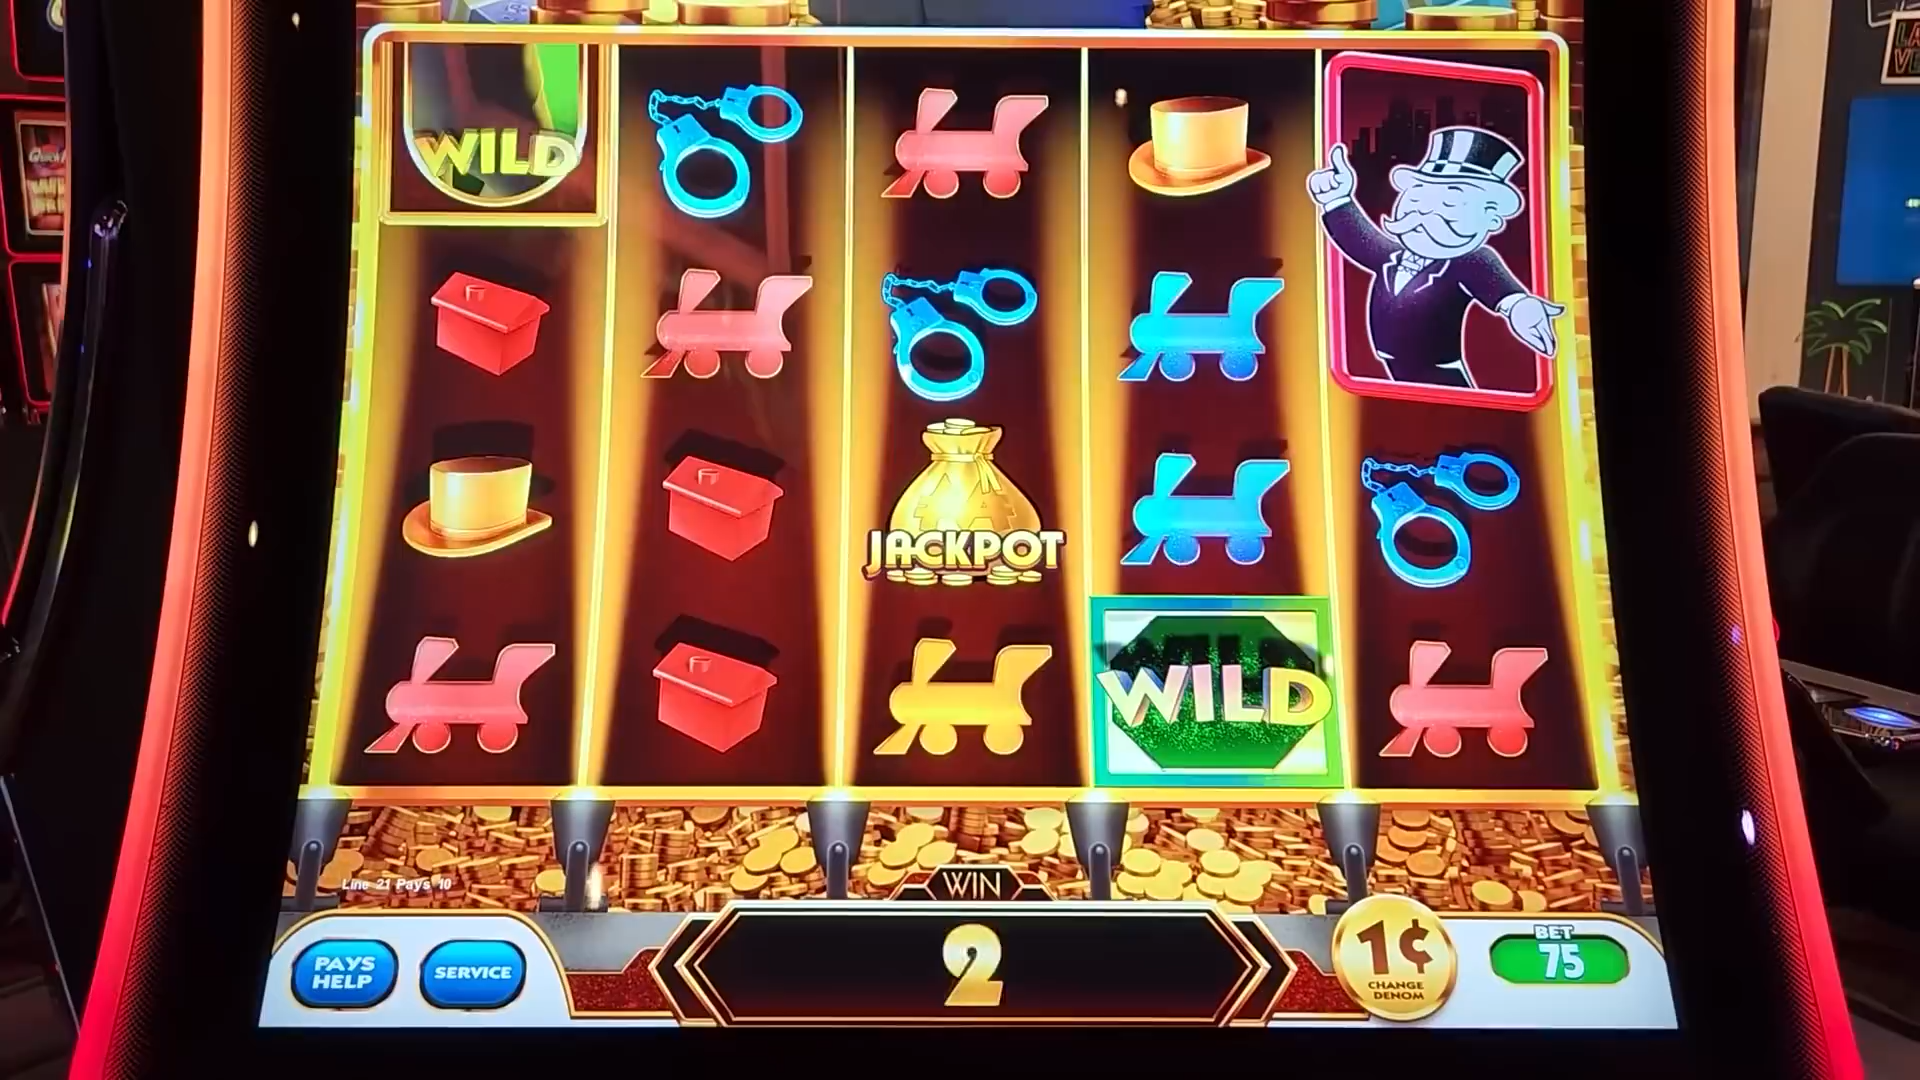 WILD
JACKPOT
WILD
Line 21 Pays 10
WIN
PAYS
HELP
SERVICE
2
1¢
CHANGE
DENOM
BET
75